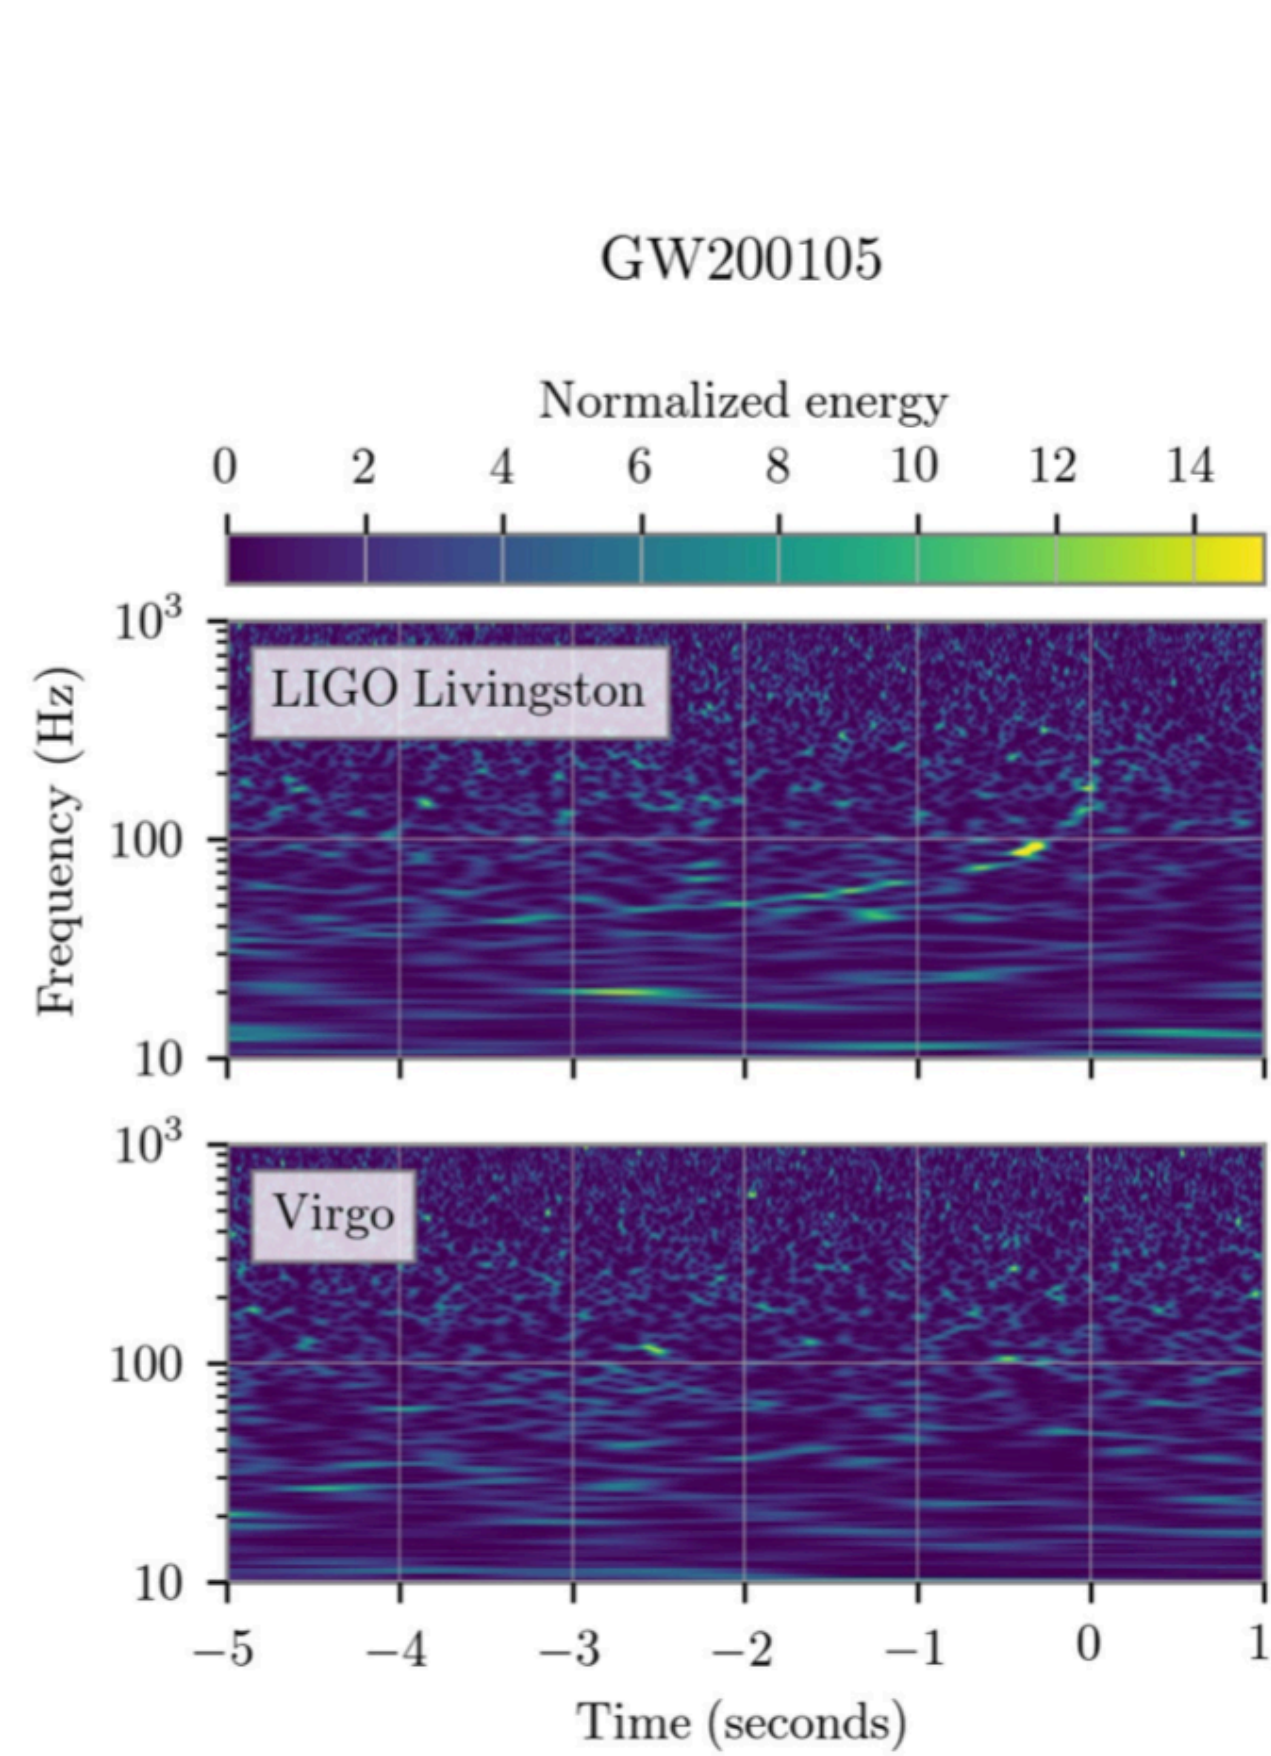 GW200105
Normalized energy
0 2 4 6 8 10 12 14
10³
LIGO Livingston
100
10
Frequency (Hz)
10³
Virgo
100
10
−5 −4 −3 −2 −1 0 1
Time (seconds)